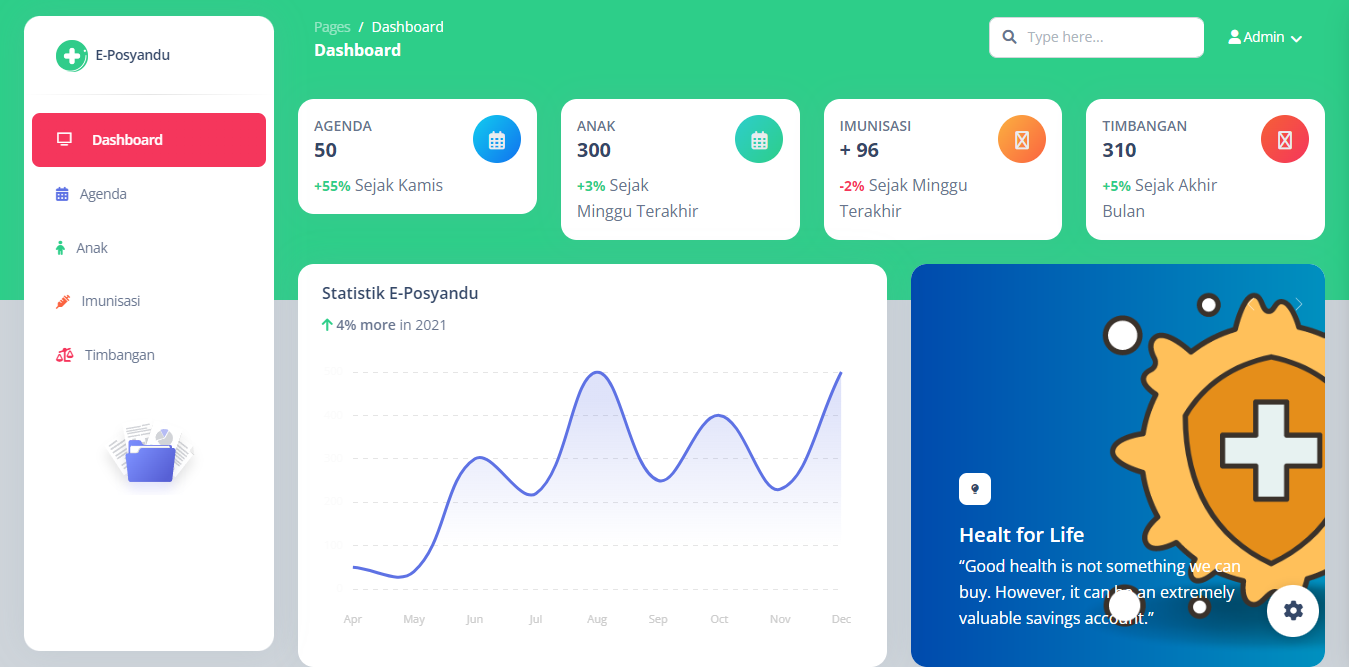 E-Posyandu
Dashboard
Agenda
Anak
Imunisasi
Timbangan
Pages / Dashboard
Dashboard
Type here...
Admin
AGENDA
50
+55% Sejak Kamis
ANAK
300
+3% Sejak
Minggu Terakhir
IMUNISASI
+ 96
-2% Sejak Minggu
Terakhir
TIMBANGAN
310
+5% Sejak Akhir
Bulan
Statistik E-Posyandu
4% more in 2021
Apr May Jun Jul Aug Sep Oct Nov Dec
Healt for Life
“Good health is not something we can
buy. However, it can be an extremely
valuable savings account.”